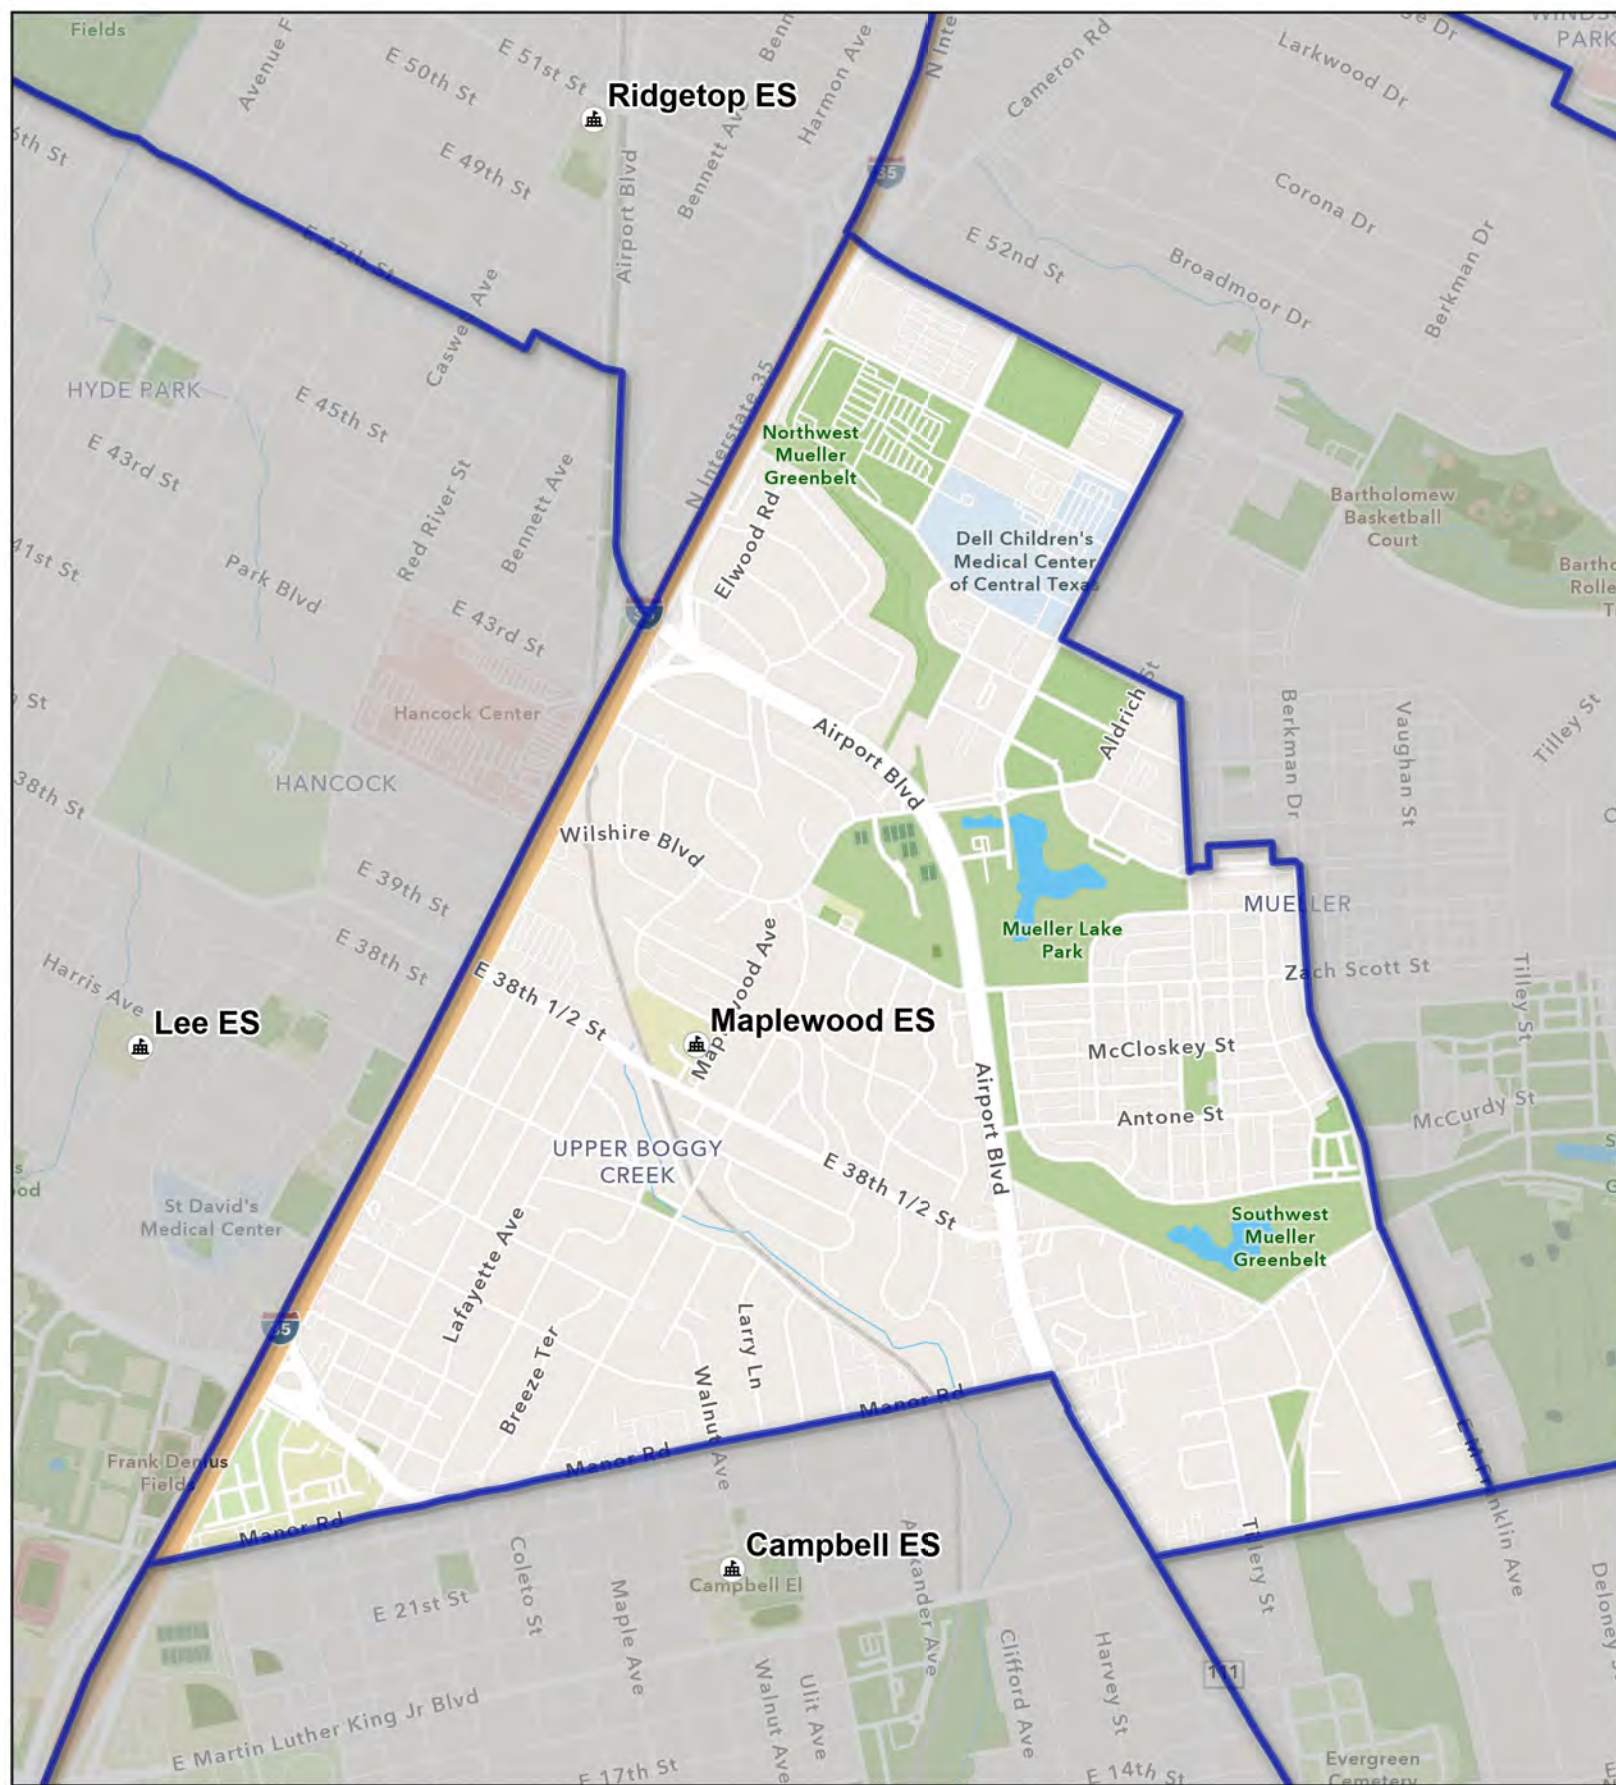 Fields
Avenue F
E 50th St
E 51st St
Harmon Ave
Cameron Rd
Larkwood Dr
PARK
Ridgetop ES
E 49th St
Airport Blvd
Bennett Ave
35
Corona Dr
E 47th St
E 52nd St
Broadmoor Dr
Berkman Dr
HYDE PARK
Caswell Ave
E 45th St
E 43rd St
N Interstate 35
Northwest
Mueller
Greenbelt
Red River St
Bennett Ave
Elwood Rd
Dell Children's
Medical Center
of Central Texas
Bartholomew
Basketball
Court
41st St
Park Blvd
E 43rd St
Hancock Center
Airport Blvd
Aldrich St
Berkman Dr
Vaughan St
Tilley St
HANCOCK
38th St
Wilshire Blvd
E 39th St
E 38th St
Mueller Lake
Park
MUELLER
Zach Scott St
Tilley St
Harris Ave
Lee ES
E 38th 1/2 St
Maplewood Ave
Maplewood ES
McCloskey St
Antone St
McCurdy St
Airport Blvd
UPPER BOGGY
CREEK
E 38th 1/2 St
St David's
Medical Center
Southwest
Mueller
Greenbelt
Lafayette Ave
Larry Ln
35
Breeze Ter
Walnut Ave
Manor Rd
Manor Rd
Manor Rd
Frank Denius
Fields
E M Franklin Ave
Campbell ES
Campbell El
E 21st St
Coleto St
Maple Ave
Alexander Ave
Tillery St
Clifford Ave
Harvey St
111
Walnut Ave
Ulit Ave
E Martin Luther King Jr Blvd
E 17th St
E 14th St
Evergreen
Cemetery